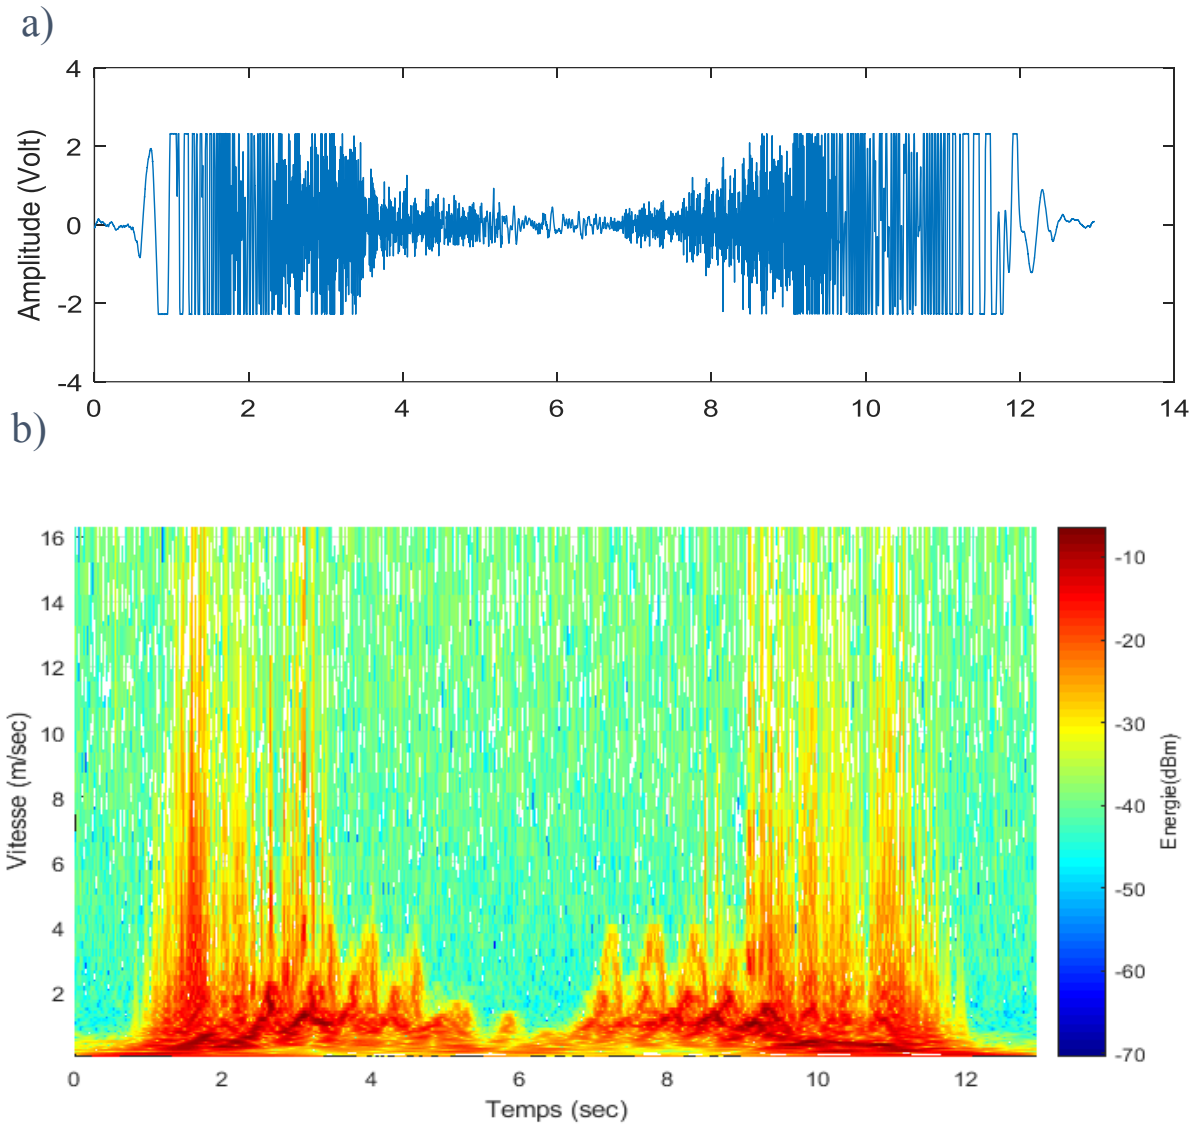 a)
4
2
0
-2
-4
Amplitude (Volt)
0 2 4 6 8 10 12 14
b)
16
14
12
10
8
6
4
2
Vitesse (m/sec)
0 2 4 6 8 10 12
Temps (sec)
-10
-20
-30
-40
-50
-60
-70
Energie(dBm)